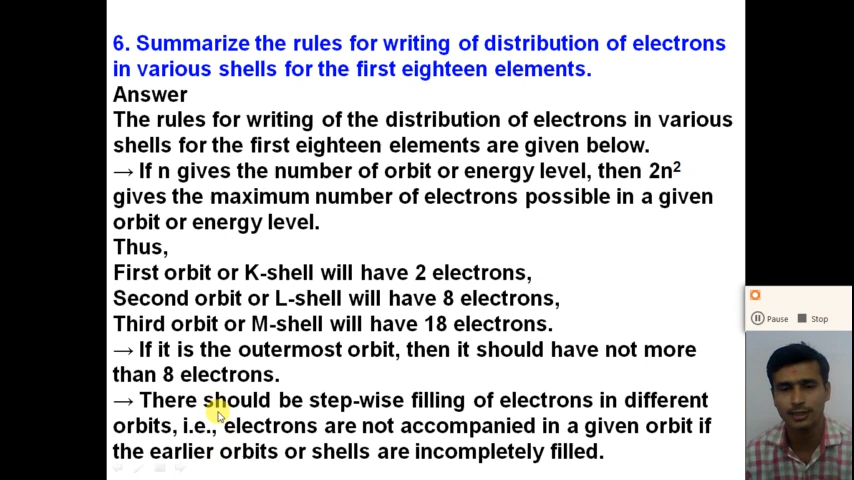 6. Summarize the rules for writing of distribution of electrons
in various shells for the first eighteen elements.
Answer
The rules for writing of the distribution of electrons in various
shells for the first eighteen elements are given below.
→ If n gives the number of orbit or energy level, then 2n²
gives the maximum number of electrons possible in a given
orbit or energy level.
Thus,
First orbit or K-shell will have 2 electrons,
Second orbit or L-shell will have 8 electrons,
Third orbit or M-shell will have 18 electrons.
→ If it is the outermost orbit, then it should have not more
than 8 electrons.
→ There should be step-wise filling of electrons in different
orbits, i.e., electrons are not accompanied in a given orbit if
the earlier orbits or shells are incompletely filled.
Pause Stop